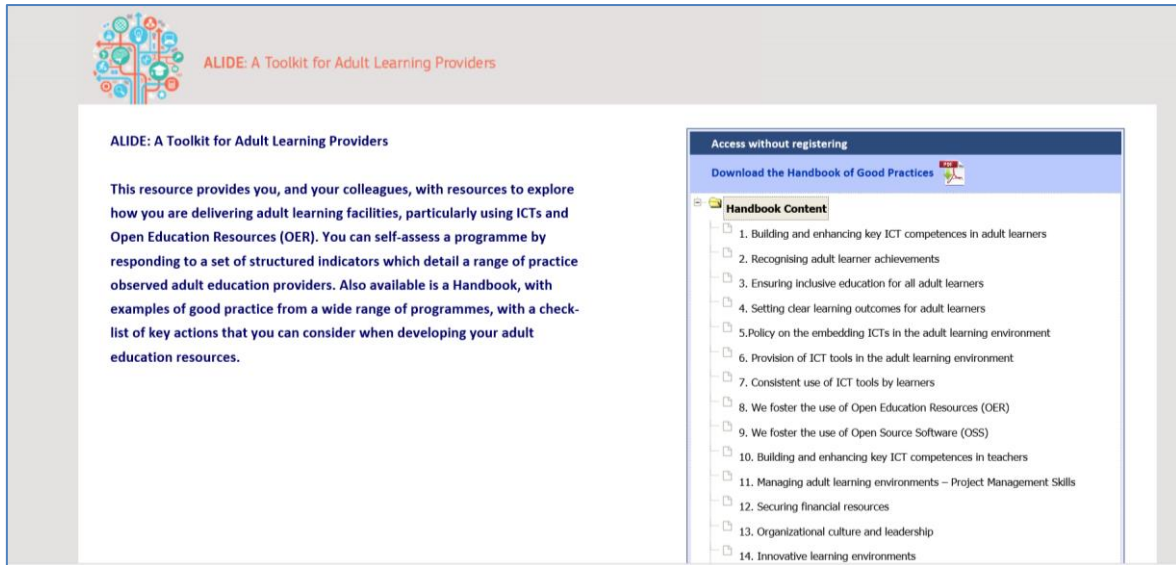 ALIDE: A Toolkit for Adult Learning Providers
ALIDE: A Toolkit for Adult Learning Providers
This resource provides you, and your colleagues, with resources to explore
how you are delivering adult learning facilities, particularly using ICTs and
Open Education Resources (OER). You can self-assess a programme by
responding to a set of structured indicators which detail a range of practice
observed adult education providers. Also available is a Handbook, with
examples of good practice from a wide range of programmes, with a check-
list of key actions that you can consider when developing your adult
education resources.
Access without registering
Download the Handbook of Good Practices
PDF
Handbook Content
1. Building and enhancing key ICT competences in adult learners
2. Recognising adult learner achievements
3. Ensuring inclusive education for all adult learners
4. Setting clear learning outcomes for adult learners
5.Policy on the embedding ICTs in the adult learning environment
6. Provision of ICT tools in the adult learning environment
7. Consistent use of ICT tools by learners
8. We foster the use of Open Education Resources (OER)
9. We foster the use of Open Source Software (OSS)
10. Building and enhancing key ICT competences in teachers
11. Managing adult learning environments – Project Management Skills
12. Securing financial resources
13. Organizational culture and leadership
14. Innovative learning environments